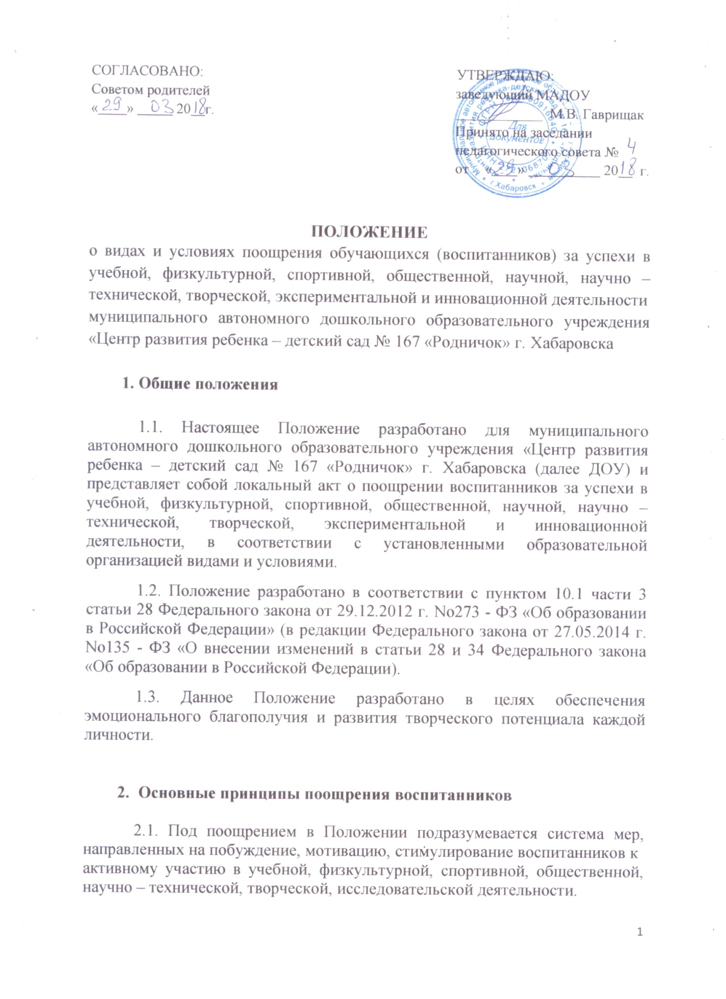 СОГЛАСОВАНО:
Советом родителей
«29» 03 2018г.
УТВЕРЖДАЮ:
заведующий МАДОУ
М.В. Гаврищак
Принято на заседании
педагогического совета № 4
от «29» 03 2018 г.
Для
документов
г.Хабаровск
ПОЛОЖЕНИЕ
о видах и условиях поощрения обучающихся (воспитанников) за успехи в
учебной, физкультурной, спортивной, общественной, научной, научно –
технической, творческой, экспериментальной и инновационной деятельности
муниципального автономного дошкольного образовательного учреждения
«Центр развития ребенка – детский сад № 167 «Родничок» г. Хабаровска
1. Общие положения
1.1. Настоящее Положение разработано для муниципального
автономного дошкольного образовательного учреждения «Центр развития
ребенка – детский сад № 167 «Родничок» г. Хабаровска (далее ДОУ) и
представляет собой локальный акт о поощрении воспитанников за успехи в
учебной, физкультурной, спортивной, общественной, научной, научно –
технической, творческой, экспериментальной и инновационной
деятельности, в соответствии с установленными образовательной
организацией видами и условиями.
1.2. Положение разработано в соответствии с пунктом 10.1 части 3
статьи 28 Федерального закона от 29.12.2012 г. No273 - ФЗ «Об образовании
в Российской Федерации» (в редакции Федерального закона от 27.05.2014 г.
No135 - ФЗ «О внесении изменений в статьи 28 и 34 Федерального закона
«Об образовании в Российской Федерации).
1.3. Данное Положение разработано в целях обеспечения
эмоционального благополучия и развития творческого потенциала каждой
личности.
2. Основные принципы поощрения воспитанников
2.1. Под поощрением в Положении подразумевается система мер,
направленных на побуждение, мотивацию, стимулирование воспитанников к
активному участию в учебной, физкультурной, спортивной, общественной,
научно – технической, творческой, исследовательской деятельности.
1